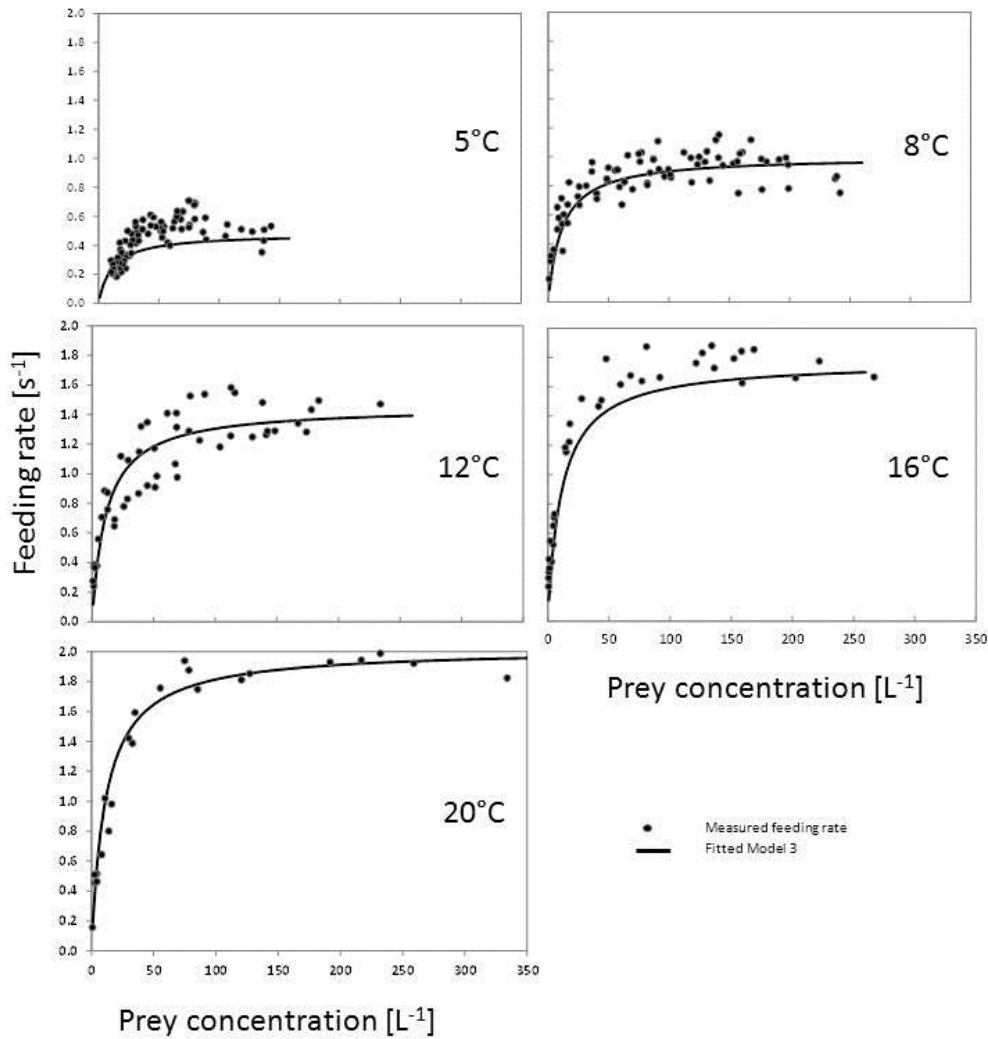 2.0
1.8
1.6
1.4
1.2
1.0
0.8
0.6
0.4
0.2
0.0
5°C
8°C
2.0
1.8
1.6
1.4
1.2
1.0
0.8
0.6
0.4
0.2
0.0
Feeding rate [s-1]
12°C
16°C
0 50 100 150 200 250 300 350
Prey concentration [L-1]
2.0
1.8
1.6
1.4
1.2
1.0
0.8
0.6
0.4
0.2
0.0
20°C
0 50 100 150 200 250 300 350
Prey concentration [L-1]
Measured feeding rate
Fitted Model 3